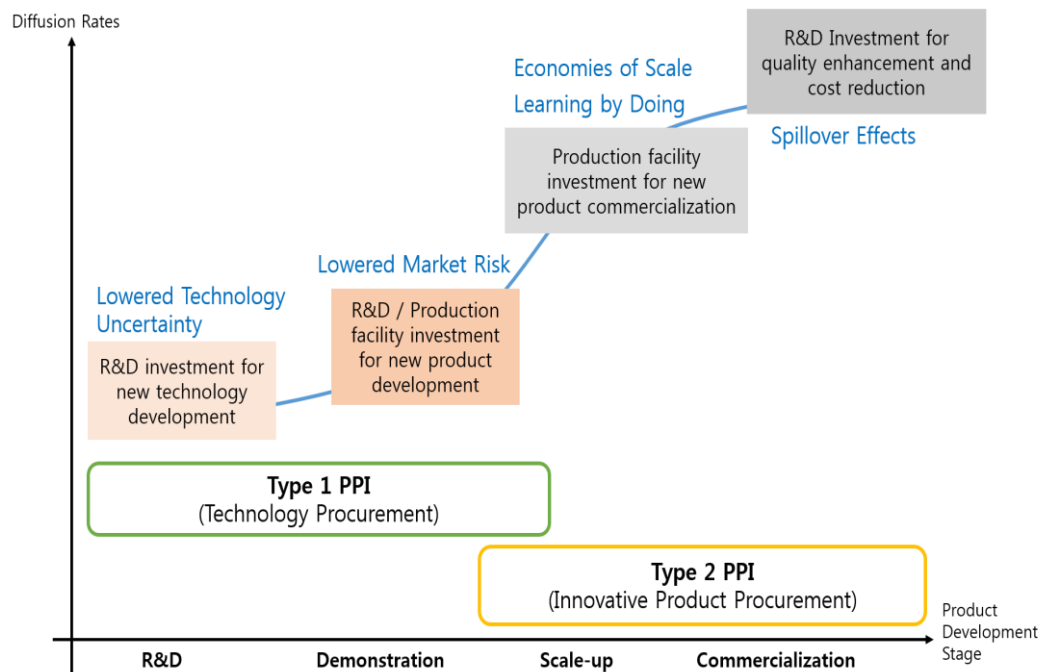 Diffusion Rates
R&D Investment for
quality enhancement and
cost reduction
Economies of Scale
Learning by Doing
Spillover Effects
Production facility
investment for new
product commercialization
Lowered Market Risk
R&D / Production
facility investment
for new product
development
Lowered Technology
Uncertainty
R&D investment for
new technology
development
Type 1 PPI
(Technology Procurement)
Type 2 PPI
(Innovative Product Procurement)
Product
Development
Stage
R&D Demonstration Scale-up Commercialization